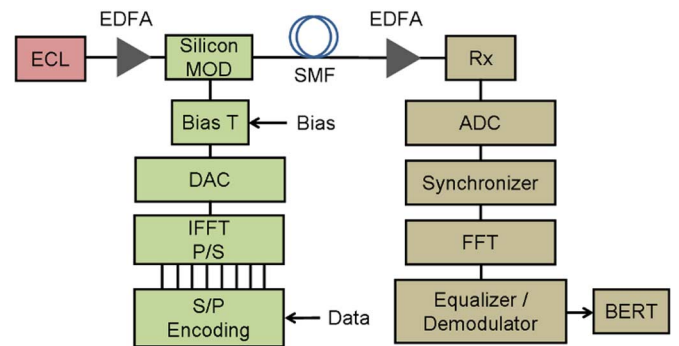 EDFA
EDFA
ECL
Silicon
MOD
SMF
Rx
Bias T
Bias
ADC
DAC
Synchronizer
IFFT
P/S
FFT
S/P
Encoding
Data
Equalizer /
Demodulator
BERT